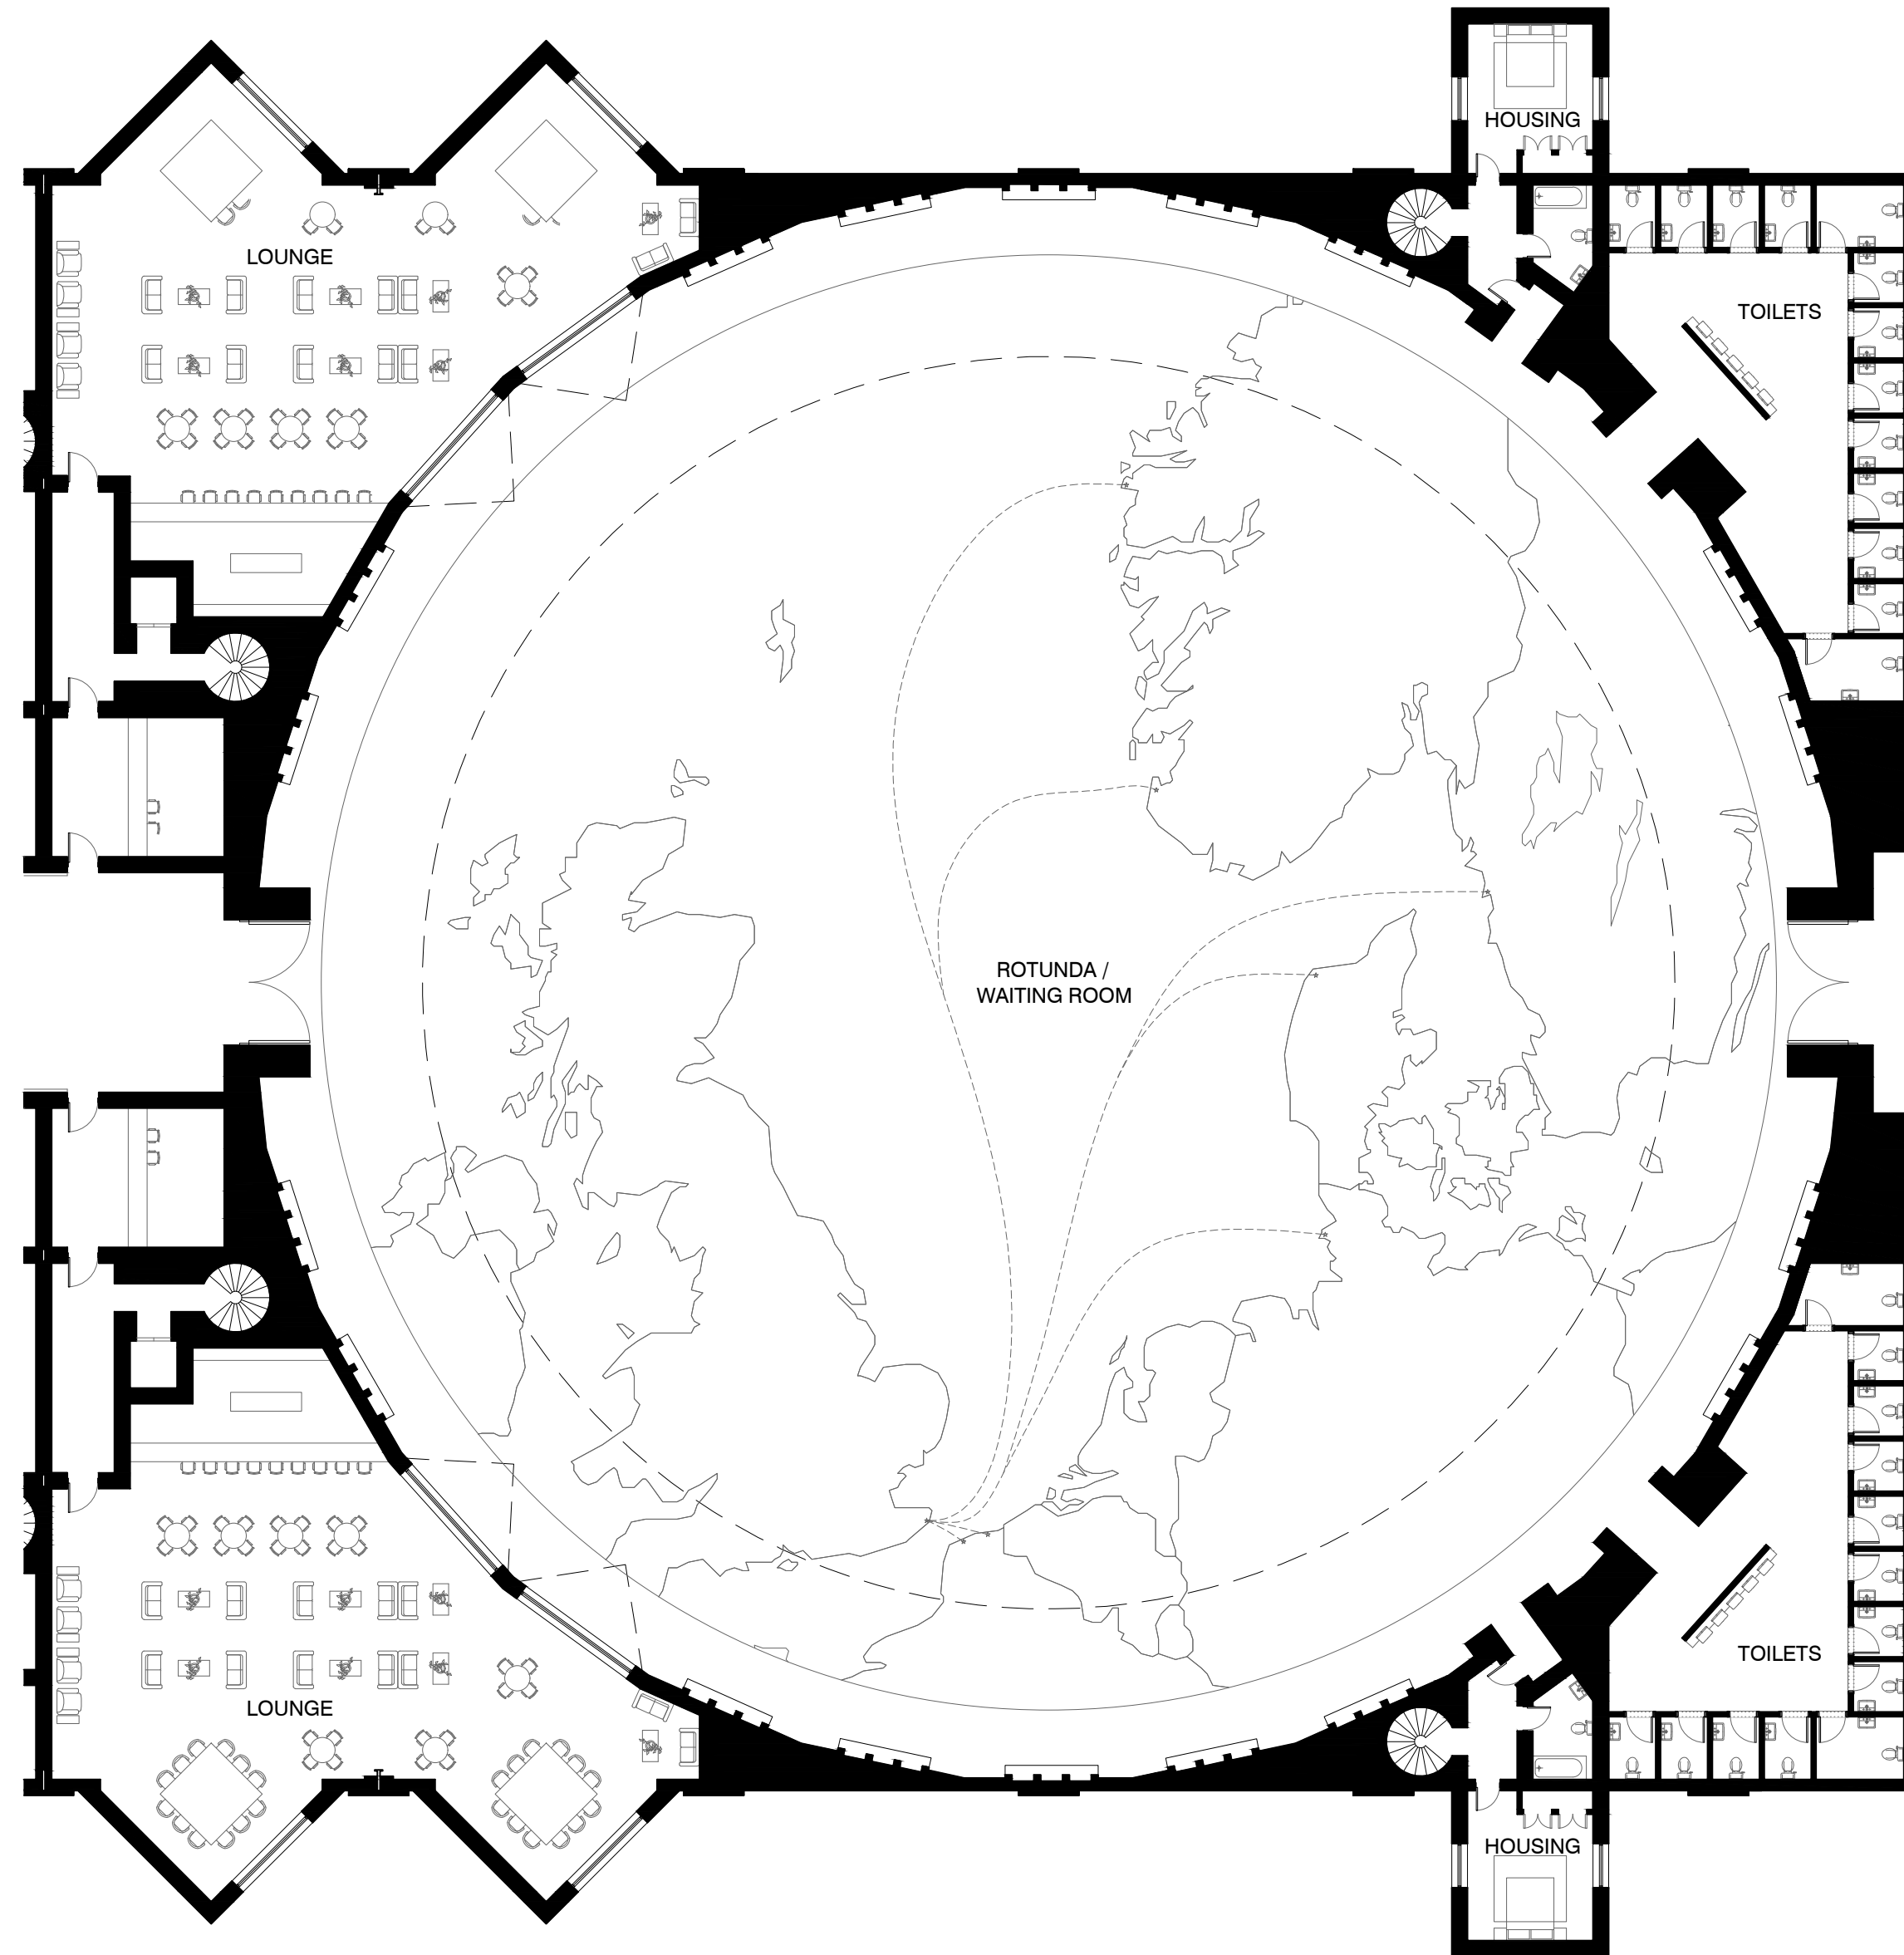 HOUSING
LOUNGE
TOILETS
ROTUNDA /
WAITING ROOM
TOILETS
LOUNGE
HOUSING